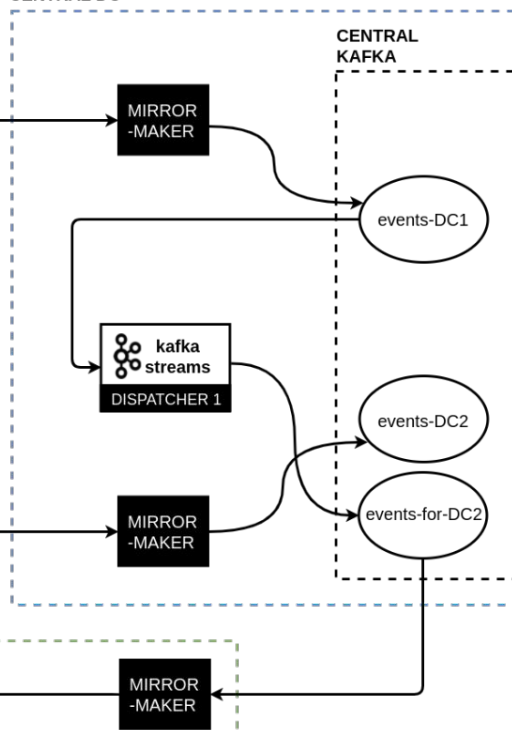 CENTRAL
KAFKA
MIRROR
-MAKER
events-DC1
kafka
streams
DISPATCHER 1
events-DC2
MIRROR
-MAKER
events-for-DC2
MIRROR
-MAKER